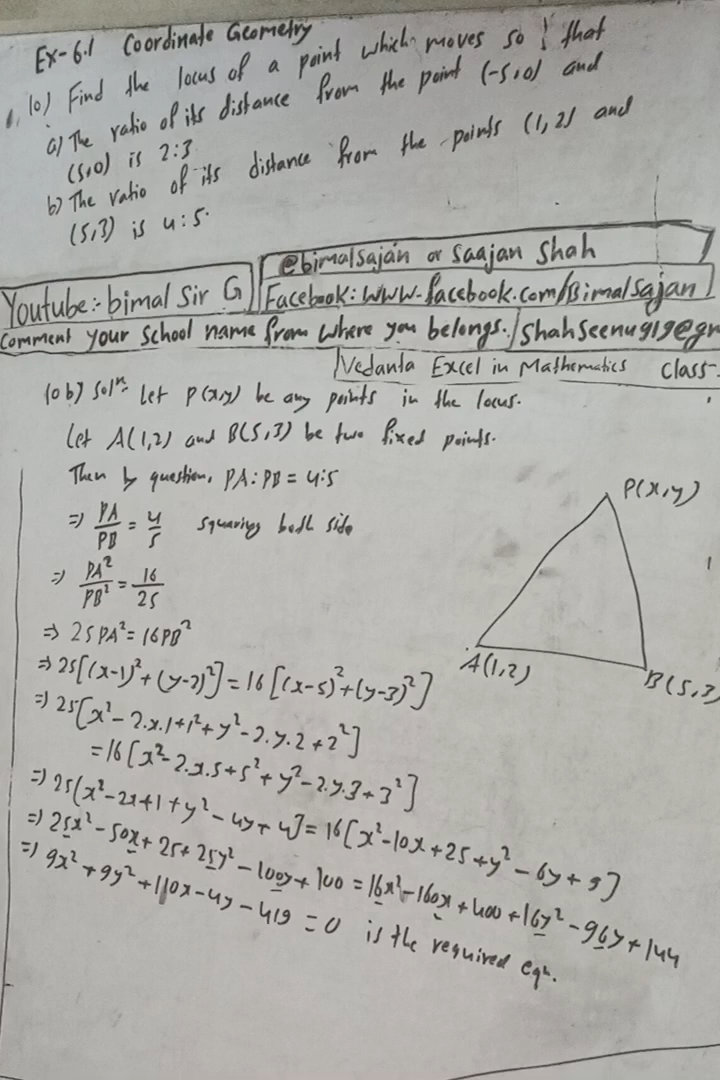 Ex-6.1 Coordinate Geometry
10) Find the locus of a point which moves so that
a) The ratio of its distance from the point (-5,0) and
(5,0) is 2:3
b) The ratio of its distance from the points (1,2) and
(5,3) is 4:5.
@bimalsajan or Saajan Shah
Youtube:- bimal Sir G
Facebook: www.facebook.com/Bimalsajan
Comment your School name from where you belongs.
Shahseenu919@gm
Vedanta Excel in Mathematics Class-
10b) Solⁿ: Let P(x,y) be any points in the locus.
Let A(1,2) and B(5,3) be two fixed points.
Then by question, PA:PB = 4:5
⇒ PA/PB = 4/5 squaring both side
⇒ PA²/PB² = 16/25
⇒ 25PA² = 16PB²
⇒ 25[(x-1)²+(y-2)²] = 16[(x-5)²+(y-3)²]
⇒ 25[x²-2.x.1+1²+y²-2.y.2+2²]
= 16[x²-2.x.5+5²+y²-2.y.3+3²]
⇒ 25[x²-2x+1+y²-4y+4] = 16[x²-10x+25+y²-6y+9]
⇒ 25x²-50x+25+25y²-100y+100 = 16x²-160x+400+16y²-96y+144
⇒ 9x²+9y²+110x-4y-419=0 is the required eqn.
P(x,y)
A(1,2)
B(5,3)